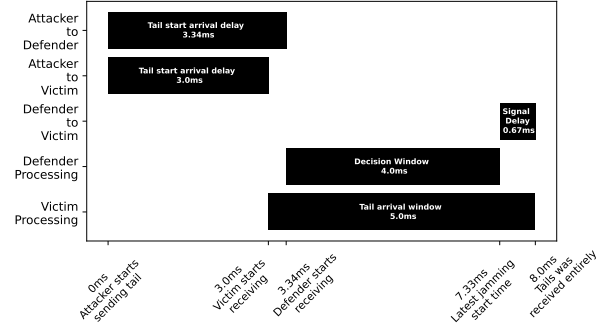 Attacker
to
Defender
Tail start arrival delay
3.34ms
Attacker
to
Victim
Tail start arrival delay
3.0ms
Defender
to
Victim
Signal
Delay
0.67ms
Defender
Processing
Decision Window
4.0ms
Victim
Processing
Tail arrival window
5.0ms
0ms
Attacker starts
sending tail
3.0ms
Victim starts
receiving
3.34ms
Defender starts
receiving
7.33ms
Latest jamming
start time
8.0ms
Tails was
received entirely